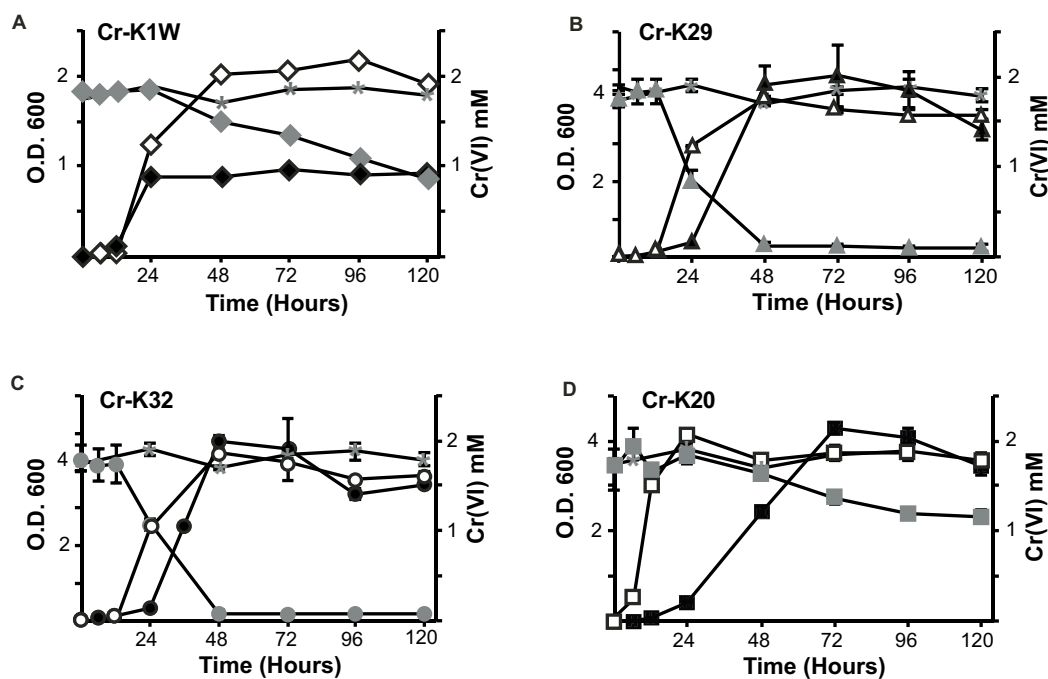 A
Cr-K1W
O.D. 600
2
1
2
1
Cr(VI) mM
24 48 72 96 120
Time (Hours)
B
Cr-K29
O.D. 600
4
2
2
1
Cr(VI) mM
24 48 72 96 120
Time (Hours)
C
Cr-K32
O.D. 600
4
2
2
1
Cr(VI) mM
24 48 72 96 120
Time (Hours)
D
Cr-K20
O.D. 600
4
2
2
1
Cr(VI) mM
24 48 72 96 120
Time (Hours)